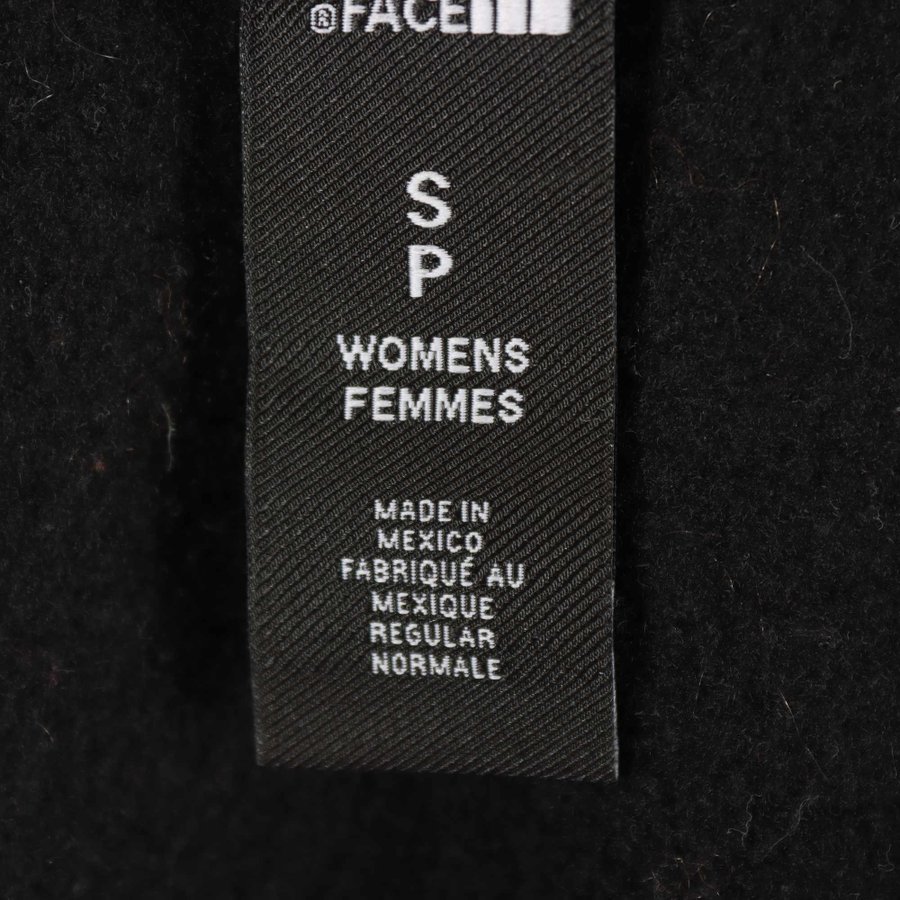 ® FACE
S
P
WOMENS
FEMMES
MADE IN
MEXICO
FABRIQUÉ AU
MEXIQUE
REGULAR
NORMALE